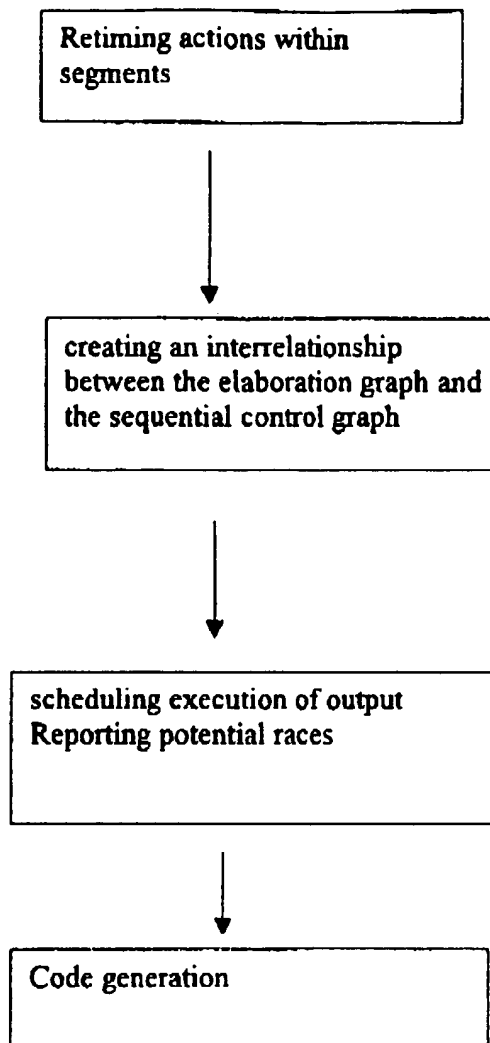 Retiming actions within
segments
creating an interrelationship
between the elaboration graph and
the sequential control graph
scheduling execution of output
Reporting potential races
Code generation